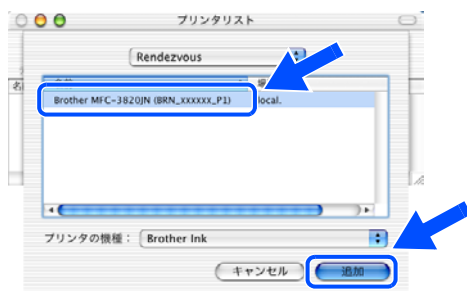 プリンタリスト
Rendezvous
Brother MFC-3820JN (BRN_xxxxxx_P1) local.
プリンタの機種： Brother Ink
キャンセル 追加